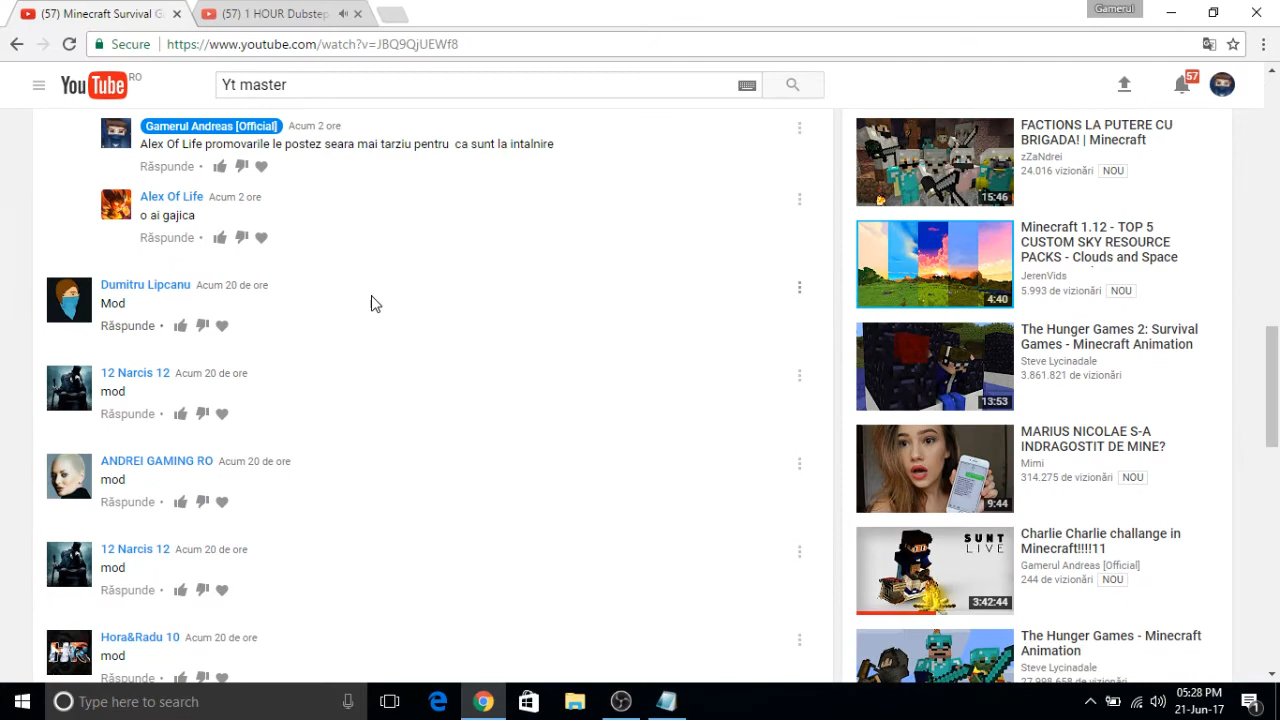 (57) Minecraft Survival G
(57) 1 HOUR Dubstep
Gamerul
Secure
https://www.youtube.com/watch?v=JBQ9QjUEWf8
YouTube RO
Yt master
57
Gamerul Andreas [Official] Acum 2 ore
Alex Of Life promovarile le postez seara mai tarziu pentru ca sunt la intalnire
Răspunde •
Alex Of Life Acum 2 ore
o ai gajica
Răspunde •
Dumitru Lipcanu Acum 20 de ore
Mod
Răspunde •
12 Narcis 12 Acum 20 de ore
mod
Răspunde •
ANDREI GAMING RO Acum 20 de ore
mod
Răspunde •
12 Narcis 12 Acum 20 de ore
mod
Răspunde •
Hora&Radu 10 Acum 20 de ore
mod
Răspunde •
15:46
FACTIONS LA PUTERE CU
BRIGADA! | Minecraft
zZaNdrei
24.016 vizionări NOU
4:40
Minecraft 1.12 - TOP 5
CUSTOM SKY RESOURCE
PACKS - Clouds and Space
JerenVids
5.993 de vizionări NOU
13:53
The Hunger Games 2: Survival
Games - Minecraft Animation
Steve Lycinadale
3.861.821 de vizionări
9:44
MARIUS NICOLAE S-A
INDRAGOSTIT DE MINE?
Mimi
314.275 de vizionări NOU
SUNT
LIVE
3:42:44
Charlie Charlie challange in
Minecraft!!!!11
Gamerul Andreas [Official]
244 de vizionări NOU
The Hunger Games - Minecraft
Animation
Steve Lycinadale
27.998.658 de vizionări
Type here to search
05:28 PM
21-Jun-17
1